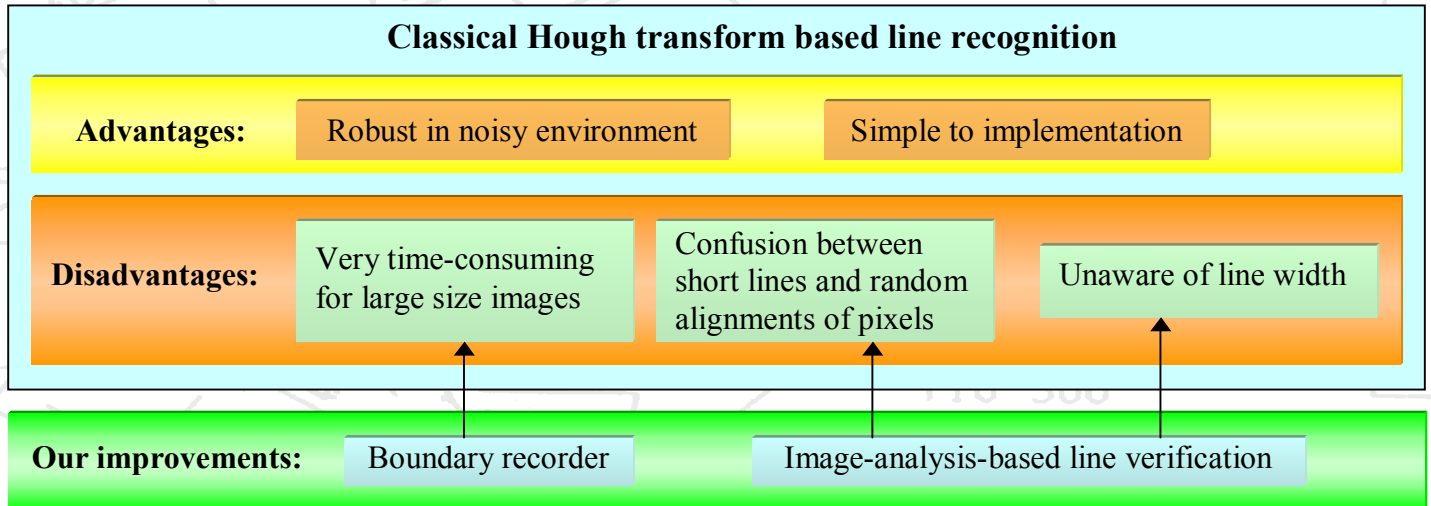 Classical Hough transform based line recognition
Advantages:
Robust in noisy environment
Simple to implementation
Disadvantages:
Very time-consuming
for large size images
Confusion between
short lines and random
alignments of pixels
Unaware of line width
Our improvements:
Boundary recorder
Image-analysis-based line verification